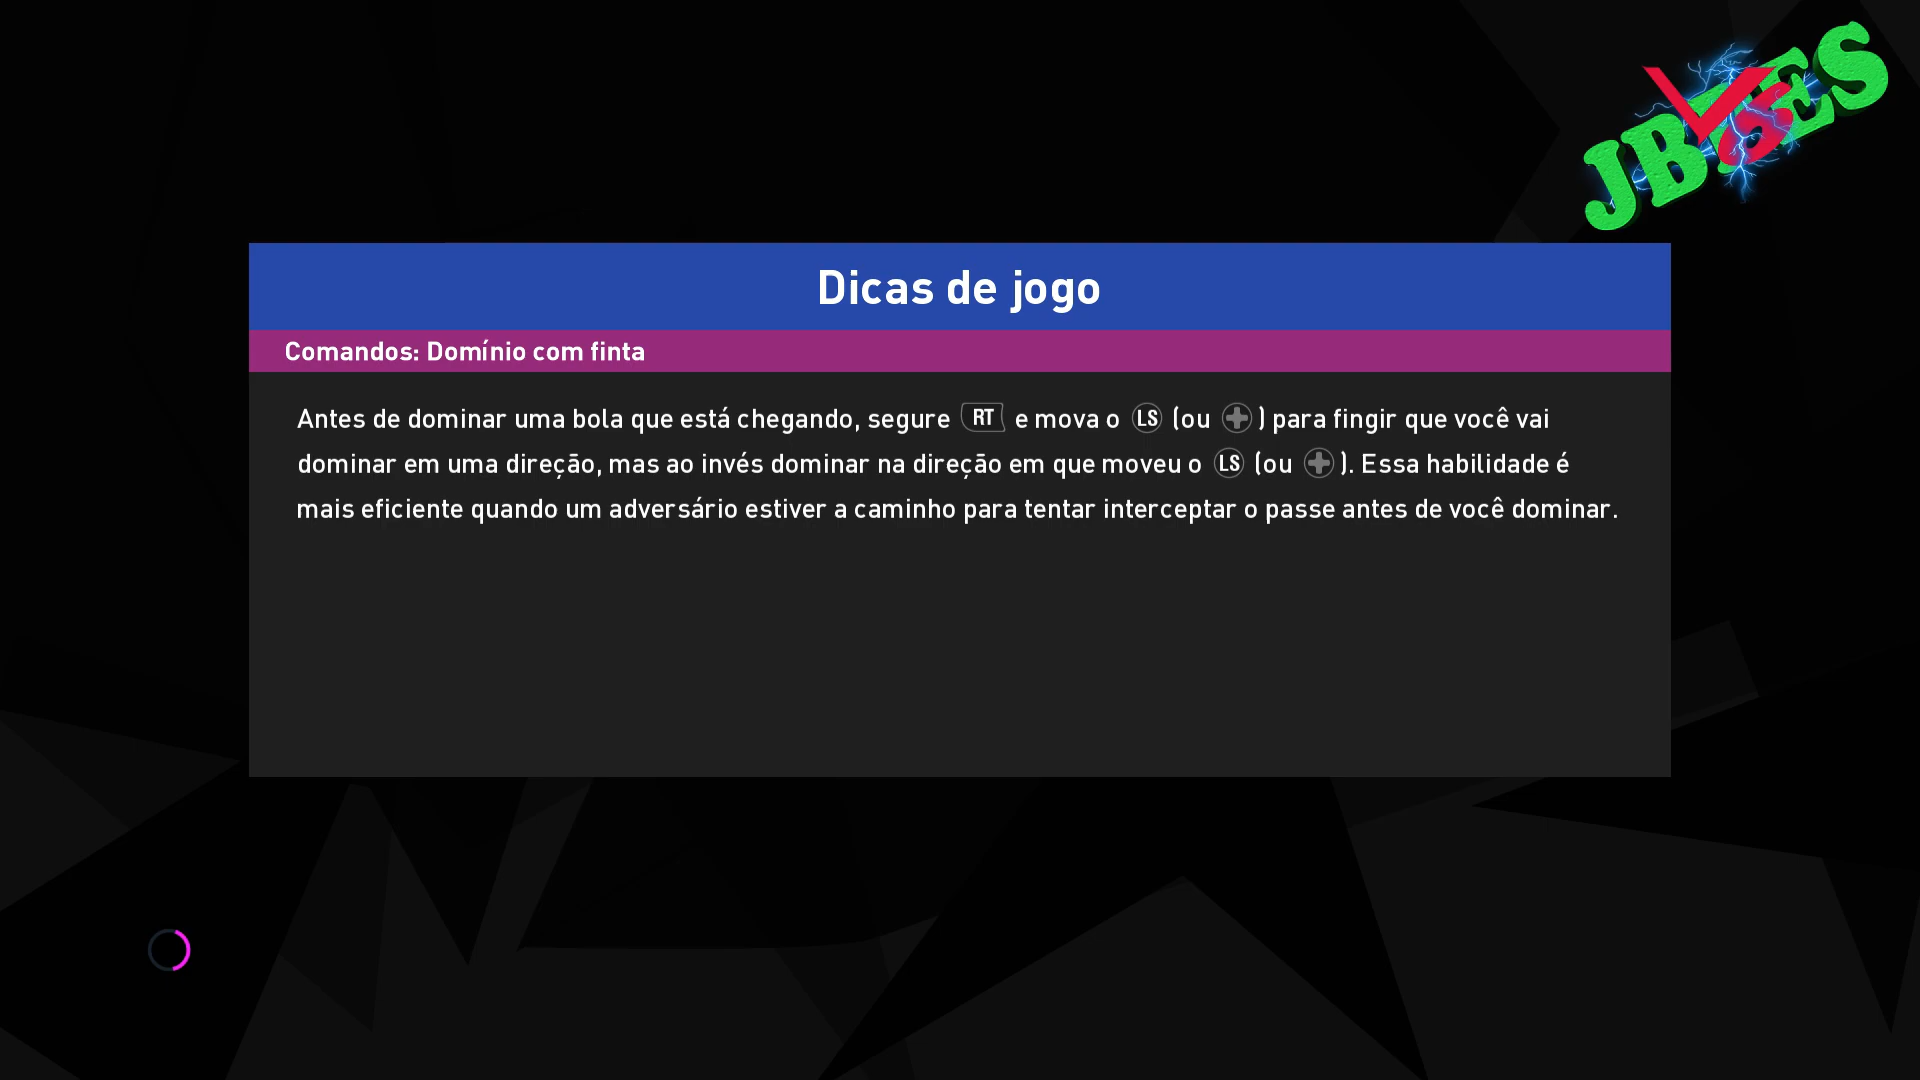 Dicas de jogo
Comandos: Domínio com finta
Antes de dominar uma bola que está chegando, segure RT e mova o LS (ou ) para fingir que você vai
dominar em uma direção, mas ao invés dominar na direção em que moveu o LS (ou ). Essa habilidade é
mais eficiente quando um adversário estiver a caminho para tentar interceptar o passe antes de você dominar.